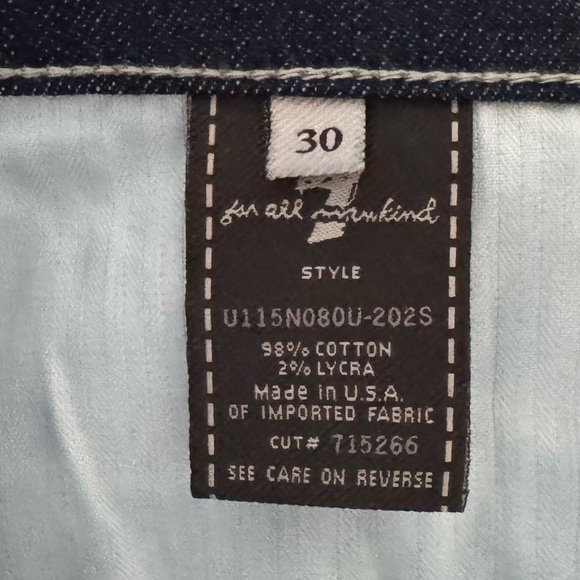 30
7
for all mankind
STYLE
U115N080U-202S
98% COTTON
2% LYCRA
Made in U.S.A.
OF IMPORTED FABRIC
CUT# 715266
SEE CARE ON REVERSE